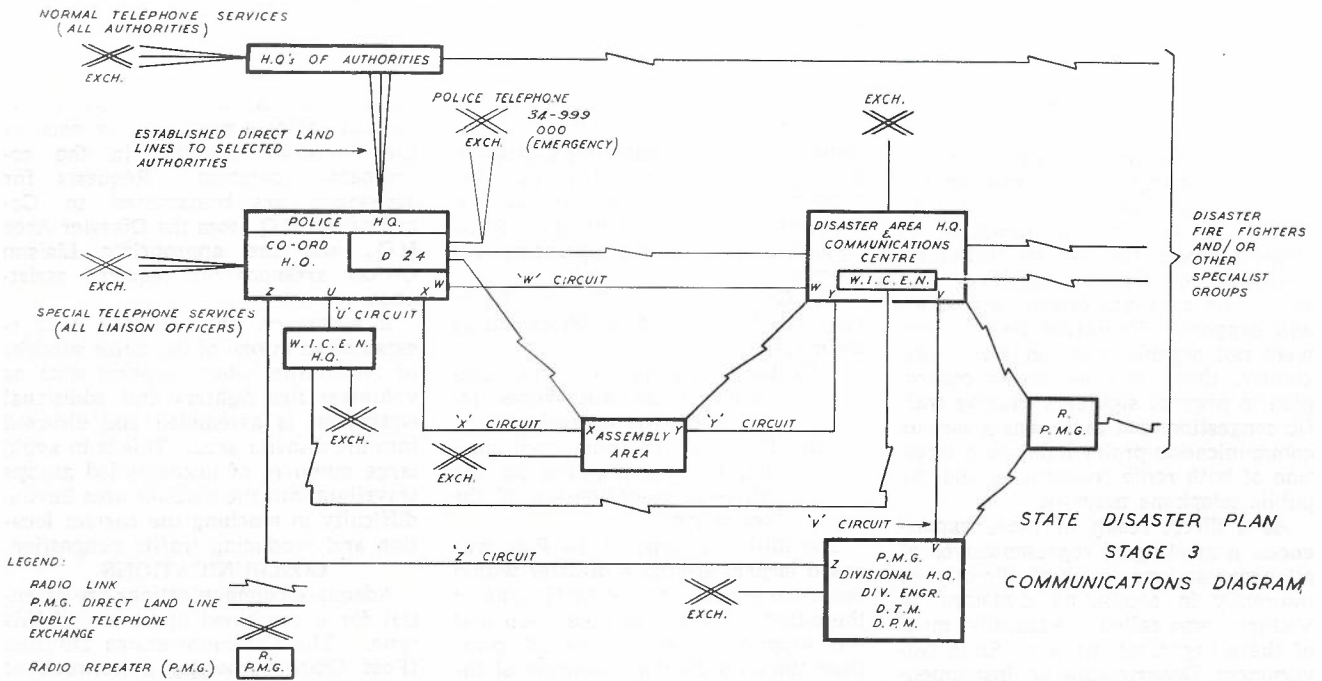 NORMAL TELEPHONE SERVICES
(ALL AUTHORITIES)
EXCH.
H.Q's OF AUTHORITIES
POLICE TELEPHONE
34-999
000
EXCH. (EMERGENCY)
EXCH.
ESTABLISHED DIRECT LAND
LINES TO SELECTED
AUTHORITIES
POLICE H.Q.
CO-ORD
H.Q.
D 24
EXCH.
Z U X W
DISASTER AREA H.Q.
&
COMMUNICATIONS
CENTRE
W.I.C.E.N.
W Y V
DISASTER
FIRE FIGHTERS
AND/OR
OTHER
SPECIALIST
GROUPS
'W' CIRCUIT
SPECIAL TELEPHONE SERVICES
(ALL LIAISON OFFICERS)
'U' CIRCUIT
W.I.C.E.N.
H.Q.
EXCH.
'X' CIRCUIT
X ASSEMBLY Y
AREA
'Y' CIRCUIT
EXCH.
R.
P.M.G.
'V' CIRCUIT
'Z' CIRCUIT
EXCH.
Z V
P.M.G.
DIVISIONAL H.Q.
DIV. ENGR.
D.T.M.
D.P.M.
STATE DISASTER PLAN
STAGE 3
COMMUNICATIONS DIAGRAM
LEGEND:
RADIO LINK
P.M.G. DIRECT LAND LINE
PUBLIC TELEPHONE
EXCHANGE
RADIO REPEATER (P.M.G.)
R.
P.M.G.